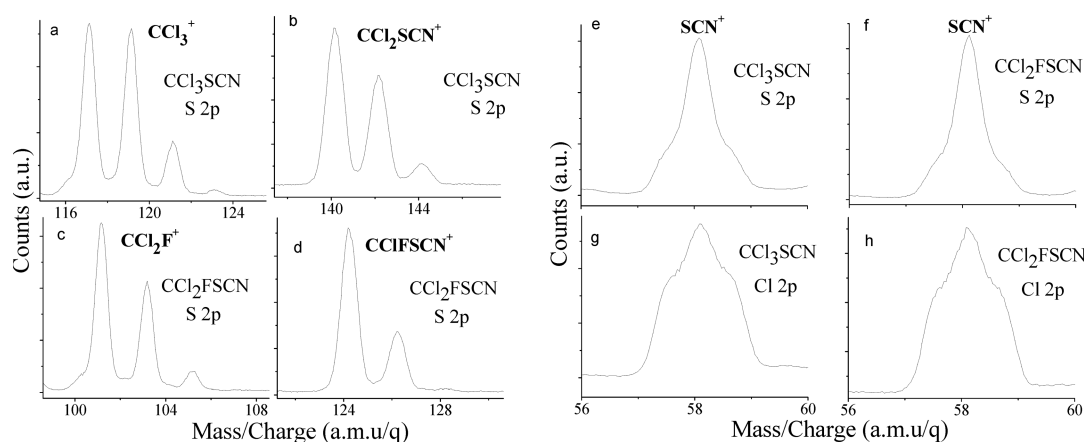 a
CCl₃⁺
CCl₃SCN
S 2p
116 120 124
b
CCl₂SCN⁺
CCl₃SCN
S 2p
140 144
c
CCl₂F⁺
CCl₂FSCN
S 2p
100 104 108
d
CClFSCN⁺
CCl₂FSCN
S 2p
124 128
Counts (a.u.)
Mass/Charge (a.m.u/q)
e
SCN⁺
CCl₃SCN
S 2p
f
SCN⁺
CCl₂FSCN
S 2p
g
CCl₃SCN
Cl 2p
56 58 60
h
CCl₂FSCN
Cl 2p
56 58 60
Counts (a.u.)
Mass/Charge (a.m.u/q)